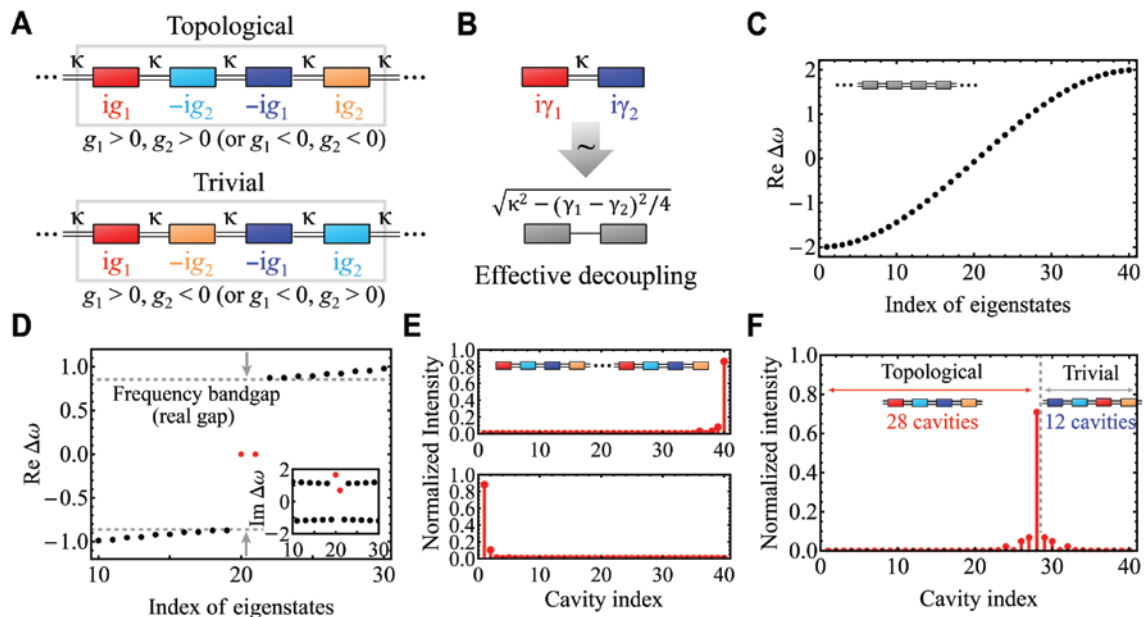 A
Topological
κ κ κ κ κ
··· ···
ig₁ −ig₂ −ig₁ ig₂
g₁ > 0, g₂ > 0 (or g₁ < 0, g₂ < 0)
Trivial
κ κ κ κ κ
··· ···
ig₁ −ig₂ −ig₁ ig₂
g₁ > 0, g₂ < 0 (or g₁ < 0, g₂ > 0)
B
κ
iγ₁ iγ₂
~
√κ² − (γ₁ − γ₂)²/4
Effective decoupling
C
Re Δω
2
1
0
−1
−2
0 10 20 30 40
Index of eigenstates
D
Re Δω
1.0
0.5
0.0
−0.5
−1.0
Frequency bandgap
(real gap)
Im Δω
2
1
0
−2
10 20 30
10 20 30
Index of eigenstates
E
Normalized Intensity
1.0
0.8
0.6
0.4
0.2
0.0
1.0
0.8
0.6
0.4
0.2
0.0
0 10 20 30 40
Cavity index
F
Normalized intensity
1.0
0.8
0.6
0.4
0.2
0.0
Topological Trivial
28 cavities 12 cavities
0 10 20 30 40
Cavity index